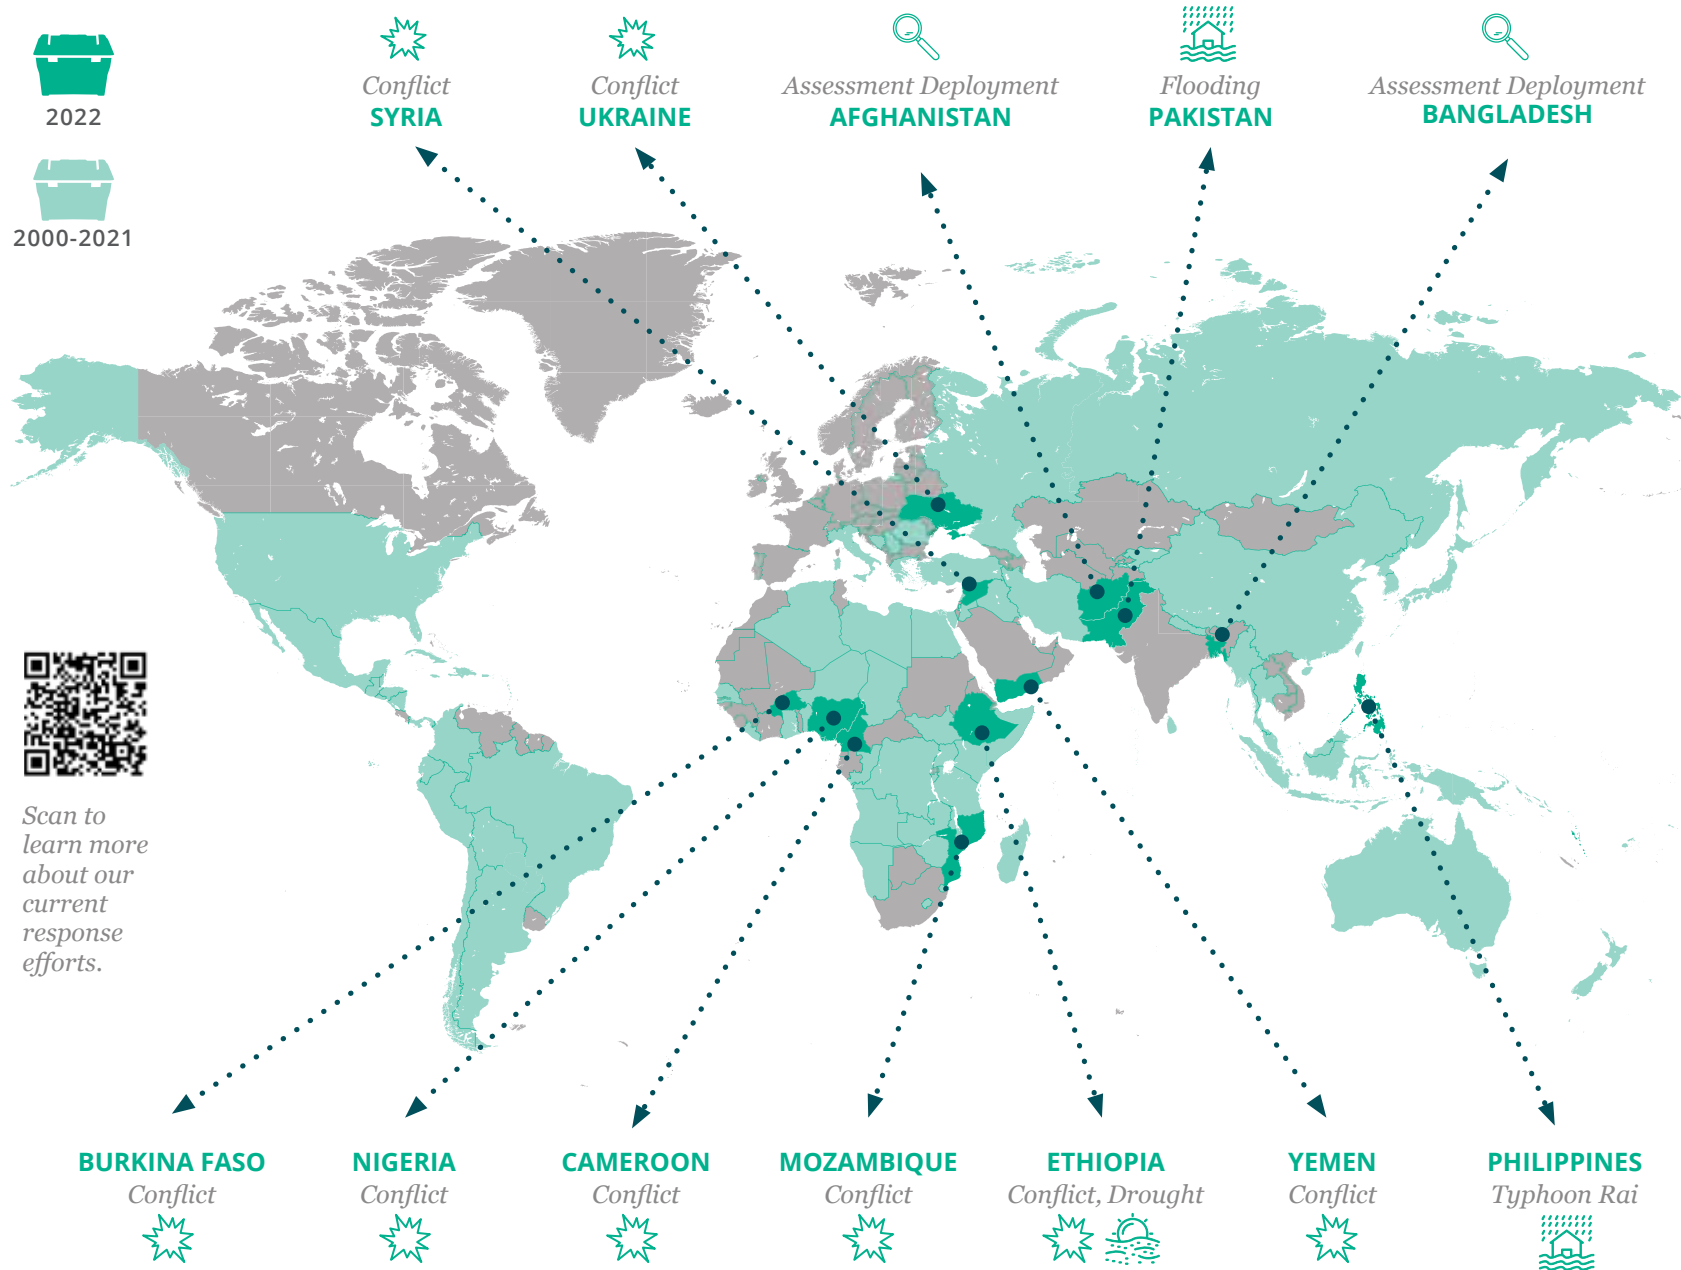 2022
2000-2021
Conflict
SYRIA
Conflict
UKRAINE
Assessment Deployment
AFGHANISTAN
Flooding
PAKISTAN
Assessment Deployment
BANGLADESH
Scan to
learn more
about our
current
response
efforts.
BURKINA FASO
Conflict
NIGERIA
Conflict
CAMEROON
Conflict
MOZAMBIQUE
Conflict
ETHIOPIA
Conflict, Drought
YEMEN
Conflict
PHILIPPINES
Typhoon Rai